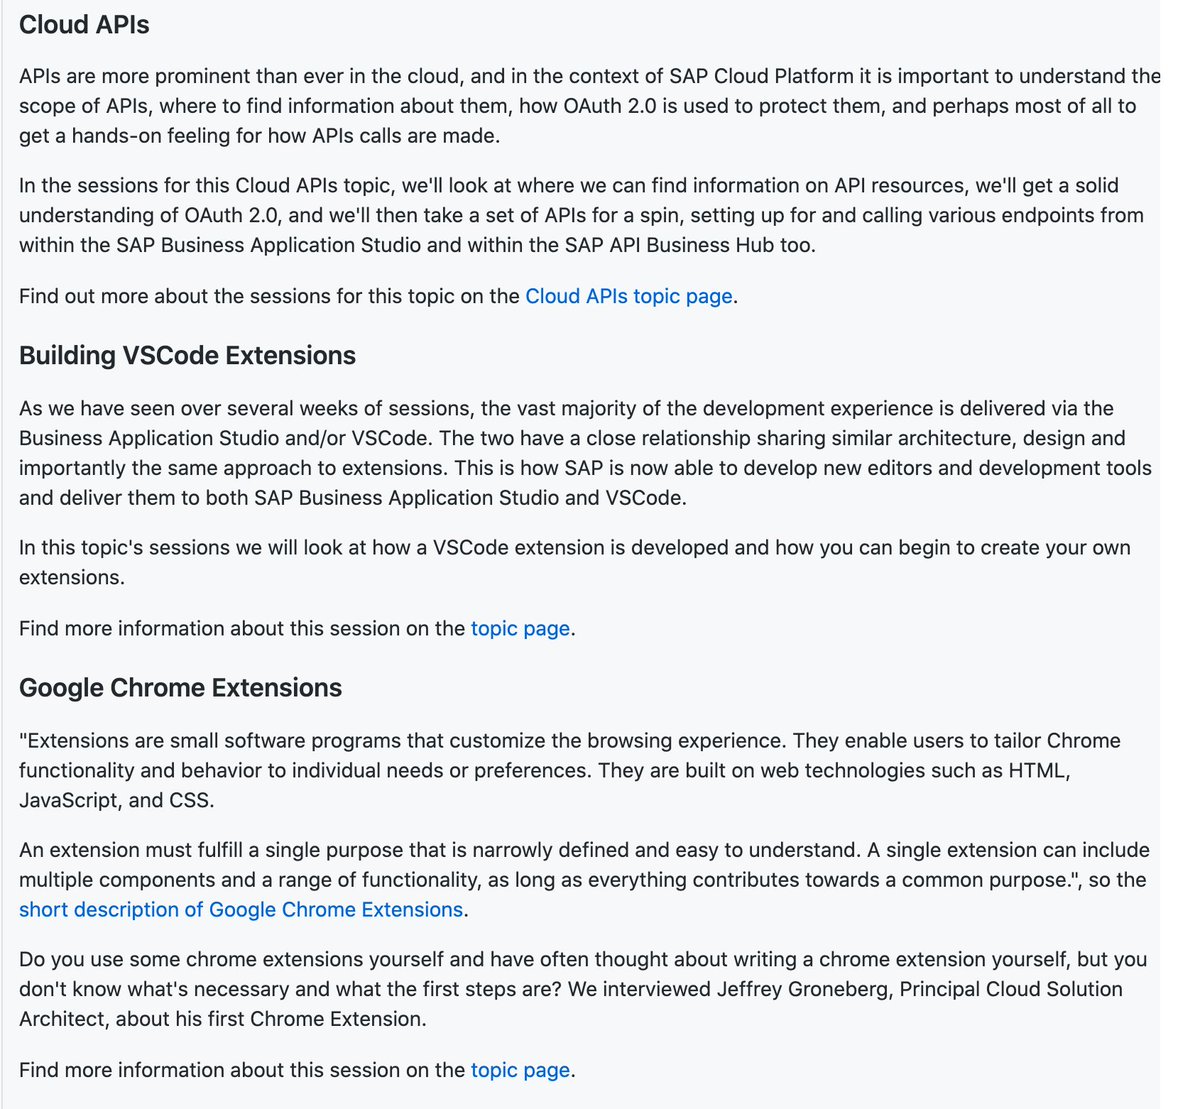 Cloud APIs
APIs are more prominent than ever in the cloud, and in the context of SAP Cloud Platform it is important to understand the
scope of APIs, where to find information about them, how OAuth 2.0 is used to protect them, and perhaps most of all to
get a hands-on feeling for how APIs calls are made.
In the sessions for this Cloud APIs topic, we'll look at where we can find information on API resources, we'll get a solid
understanding of OAuth 2.0, and we'll then take a set of APIs for a spin, setting up for and calling various endpoints from
within the SAP Business Application Studio and within the SAP API Business Hub too.
Find out more about the sessions for this topic on the Cloud APIs topic page.
Building VSCode Extensions
As we have seen over several weeks of sessions, the vast majority of the development experience is delivered via the
Business Application Studio and/or VSCode. The two have a close relationship sharing similar architecture, design and
importantly the same approach to extensions. This is how SAP is now able to develop new editors and development tools
and deliver them to both SAP Business Application Studio and VSCode.
In this topic's sessions we will look at how a VSCode extension is developed and how you can begin to create your own
extensions.
Find more information about this session on the topic page.
Google Chrome Extensions
"Extensions are small software programs that customize the browsing experience. They enable users to tailor Chrome
functionality and behavior to individual needs or preferences. They are built on web technologies such as HTML,
JavaScript, and CSS.
An extension must fulfill a single purpose that is narrowly defined and easy to understand. A single extension can include
multiple components and a range of functionality, as long as everything contributes towards a common purpose.", so the
short description of Google Chrome Extensions.
Do you use some chrome extensions yourself and have often thought about writing a chrome extension yourself, but you
don't know what's necessary and what the first steps are? We interviewed Jeffrey Groneberg, Principal Cloud Solution
Architect, about his first Chrome Extension.
Find more information about this session on the topic page.